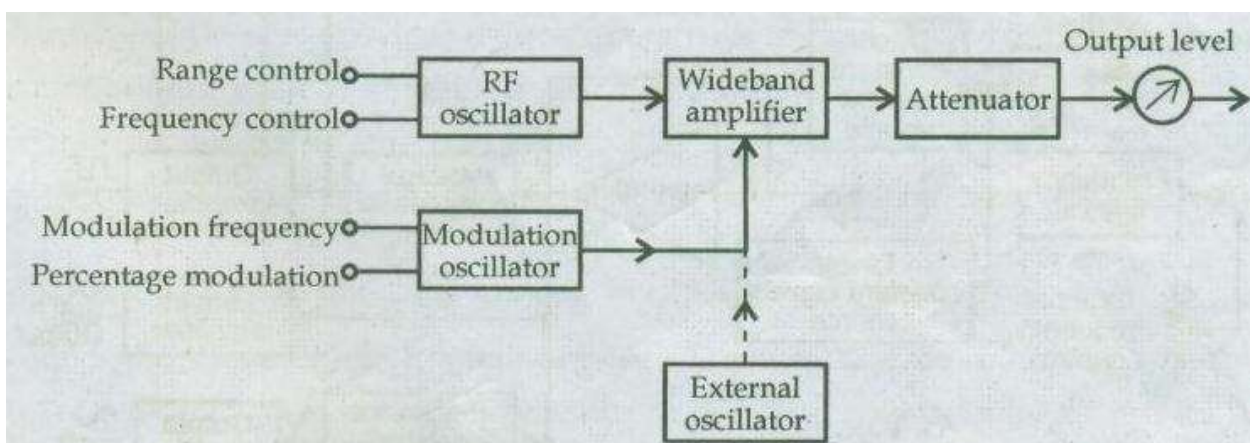 Output level
Range control
Frequency control
RF
oscillator
Wideband
amplifier
Attenuator
Modulation frequency
Percentage modulation
Modulation
oscillator
External
oscillator